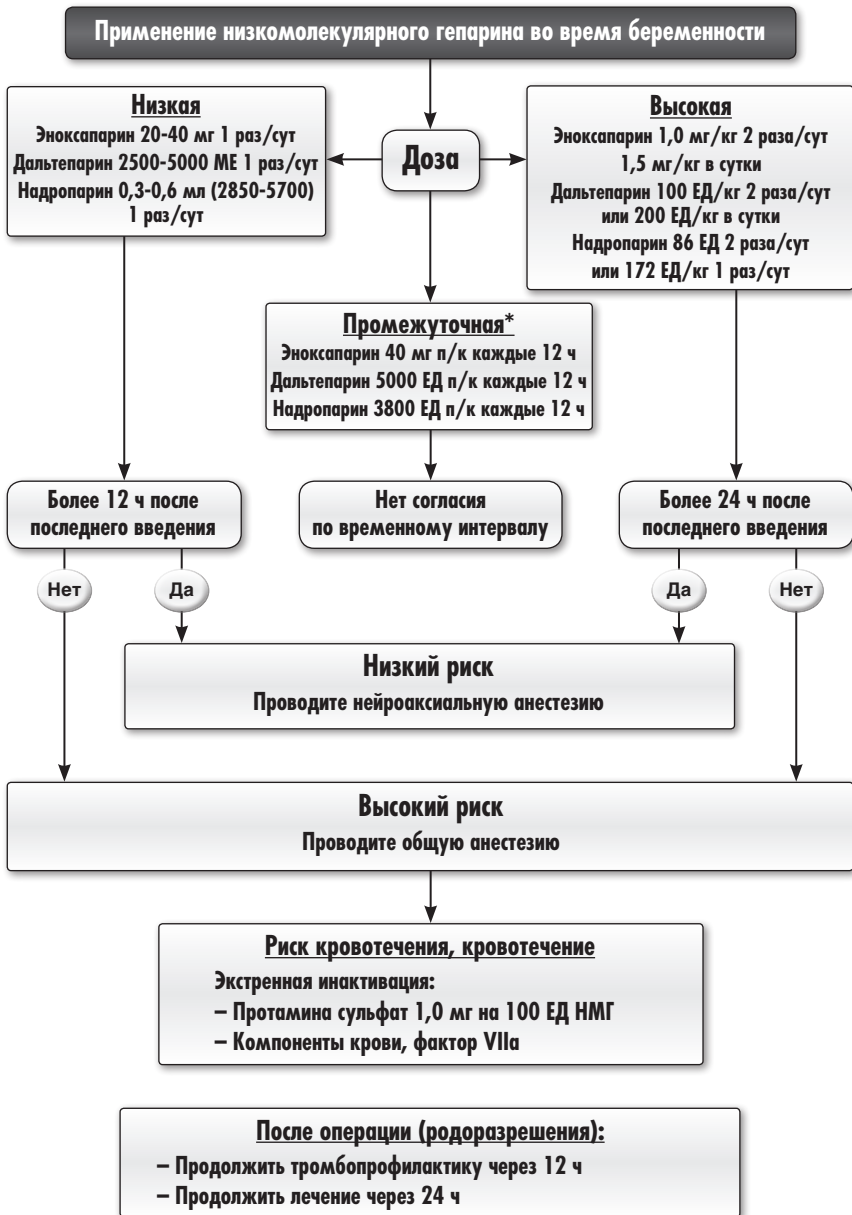 Применение низкомолекулярного гепарина во время беременности
Низкая
Эноксапарин 20-40 мг 1 раз/сут
Дальтепарин 2500-5000 МЕ 1 раз/сут
Надропарин 0,3-0,6 мл (2850-5700)
1 раз/сут
Доза
Высокая
Эноксапарин 1,0 мг/кг 2 раза/сут
1,5 мг/кг в сутки
Дальтепарин 100 ЕД/кг 2 раза/сут
или 200 ЕД/кг в сутки
Надропарин 86 ЕД 2 раза/сут
или 172 ЕД/кг 1 раз/сут
Промежуточная*
Эноксапарин 40 мг п/к каждые 12 ч
Дальтепарин 5000 ЕД п/к каждые 12 ч
Надропарин 3800 ЕД п/к каждые 12 ч
Более 12 ч после
последнего введения
Нет согласия
по временному интервалу
Более 24 ч после
последнего введения
Нет
Да
Да
Нет
Низкий риск
Проводите нейроаксиальную анестезию
Высокий риск
Проводите общую анестезию
Риск кровотечения, кровотечение
Экстренная инактивация:
– Протамина сульфат 1,0 мг на 100 ЕД НМГ
– Компоненты крови, фактор VIIa
После операции (родоразрешения):
– Продолжить тромбопрофилактику через 12 ч
– Продолжить лечение через 24 ч